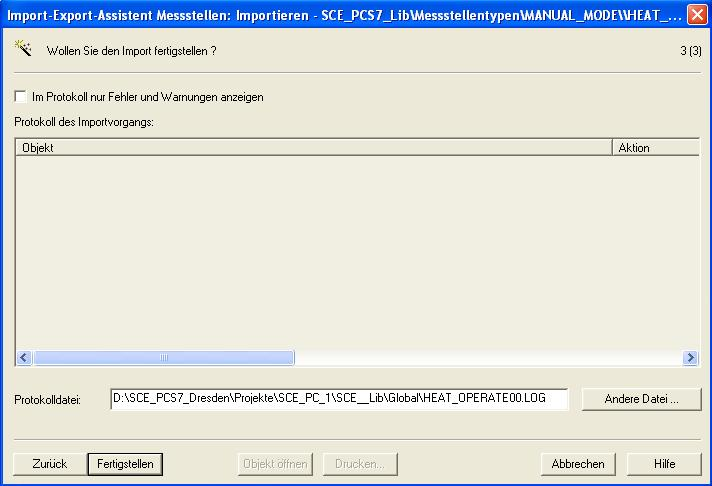 Import-Export-Assistent Messstellen: Importieren - SCE_PCS7_Lib\Messstellentypen\MANUAL_MODE\\HEAT_...
Wollen Sie den Import fertigstellen ?
3 (3)
Im Protokoll nur Fehler und Warnungen anzeigen
Protokoll des Importvorgangs:
Objekt Aktion
Protokolldatei: D:\SCE_PCS7_Dresden\Projekte\SCE_PC_1\SCE__Lib\Global\HEAT_OPERATE00.LOG Andere Datei ...
Zurück Fertigstellen Objekt öffnen Drucken... Abbrechen Hilfe